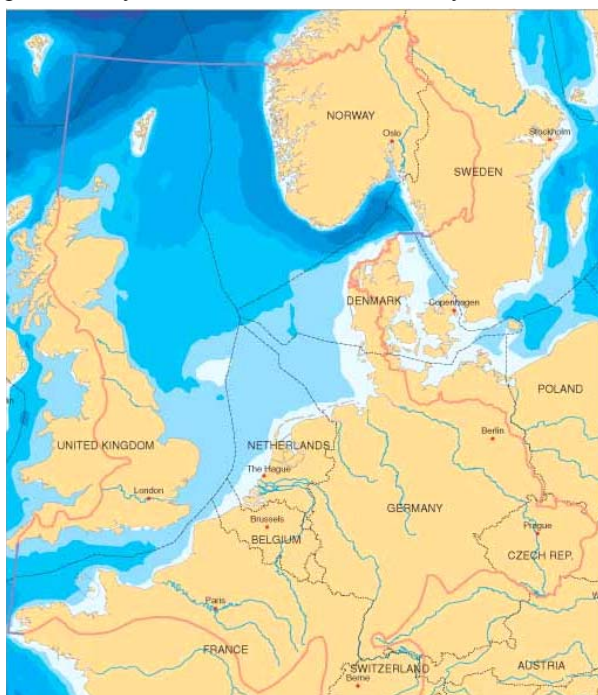 NORWAY
Oslo
Stockholm
SWEDEN
DENMARK
Copenhagen
POLAND
UNITED KINGDOM
NETHERLANDS
Berlin
The Hague
London
GERMANY
Brussels
BELGIUM
Prague
CZECH REP.
Paris
FRANCE
SWITZERLAND
AUSTRIA
Berne